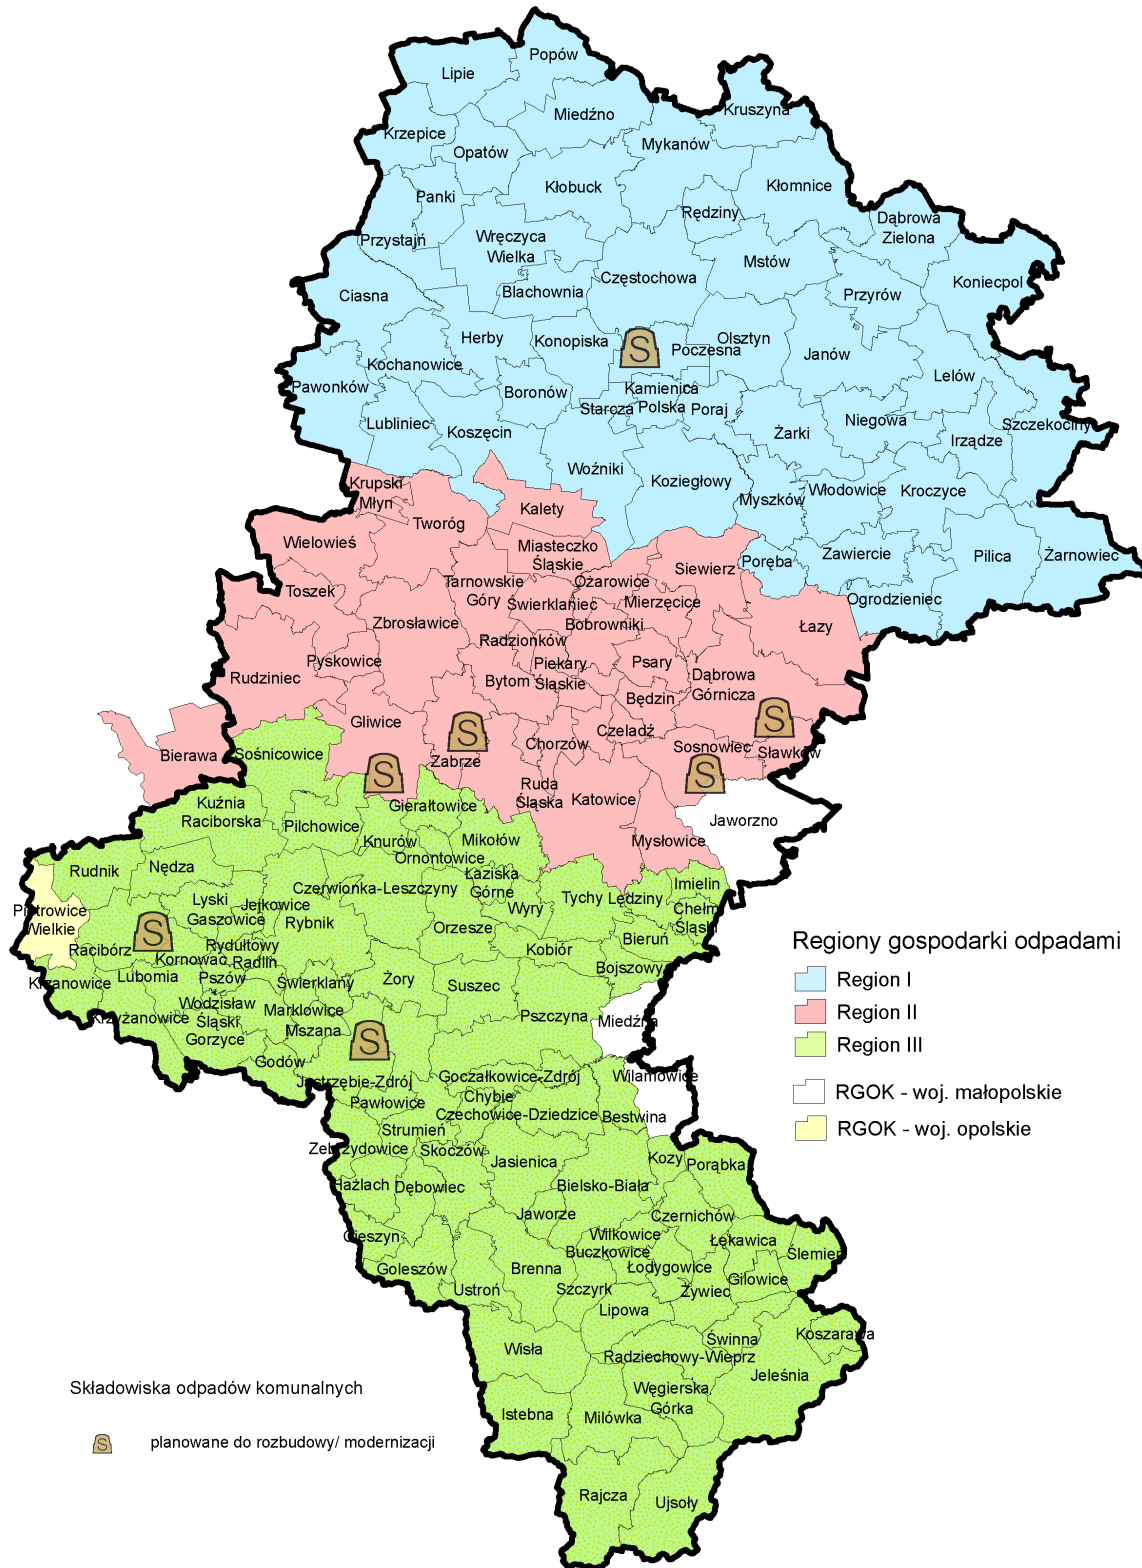 Popów
Lipie
Kruszyna
Miedźno
Krzepice
Mykanów
Opatów
Kłobuck
Kłomnice
Panki
Rędziny
Dąbrowa
Zielona
Przystajń
Wręczyca
Wielka
Mstów
Częstochowa
Koniecpol
Blachownia
Ciasna
Przyrów
Herby
Konopiska
S
Olsztyn
Poczesna
Janów
Kochanowice
Lelów
Pawonków
Boronów
Kamienica
Polska
Starcza
Poraj
Lubliniec
Koszęcin
Niegowa
Szczekociny
Żarki
Irządze
Woźniki
Koziegłowy
Krupski
Młyn
Myszków
Włodowice
Kroczyce
Kalety
Tworóg
Wielowieś
Miasteczko
Śląskie
Zawiercie
Pilica
Żarnowiec
Poręba
Siewierz
Toszek
Tarnowskie
Góry
Ożarowice
Świerklaniec
Mierzęcice
Ogrodzieniec
Zbrosławice
Bobrowniki
Łazy
Radzionków
Pyskowice
Piekary
Śląskie
Psary
Rudziniec
Bytom
Dąbrowa
Górnicza
Będzin
Gliwice
S
S
Czeladź
Bierawa
Sośnicowice
Chorzów
Sosnowiec
Sławków
Zabrze
S
S
Ruda
Śląska
Katowice
Kuźnia
Raciborska
Gierałtowice
Pilchowice
Jaworzno
Knurów
Mikołów
Mysłowice
Ornontowice
Rudnik
Nędza
Łaziska
Górne
Imielin
Czerwionka-Leszczyny
Lyski
Jejkowice
Tychy
Lędziny
Chełm
Śląski
Piotrowice
Wielkie
Gaszowice
Rybnik
Wyry
S
Orzesze
Bieruń
Racibórz
Rydułtowy
Kobiór
Kornowac
Radlin
Bojszowy
Krzanowice
Lubomia
Pszów
Świerklany
Żory
Suszec
Wodzisław
Śląski
Marklowice
Krzyżanowice
Pszczyna
Miedźna
Mszana
Gorzyce
S
Godów
Jastrzębie-Zdrój
Goczałkowice-Zdrój
Wilamowice
Pawłowice
Chybie
Czechowice-Dziedzice
Bestwina
Strumień
Zebrzydowice
Skoczów
Jasienica
Kozy
Porąbka
Hażlach
Dębowiec
Bielsko-Biała
Jaworze
Czernichów
Cieszyn
Wilkowice
Łękawica
Buczkowice
Ślemień
Goleszów
Brenna
Łodygowice
Gilowice
Ustroń
Szczyrk
Żywiec
Lipowa
Wisła
Świnna
Koszarawa
Radziechowy-Wieprz
Jeleśnia
Węgierska
Górka
Istebna
Milówka
Rajcza
Ujsoły
Regiony gospodarki odpadami
Region I
Region II
Region III
RGOK - woj. małopolskie
RGOK - woj. opolskie
Składowiska odpadów komunalnych
S
planowane do rozbudowy/ modernizacji